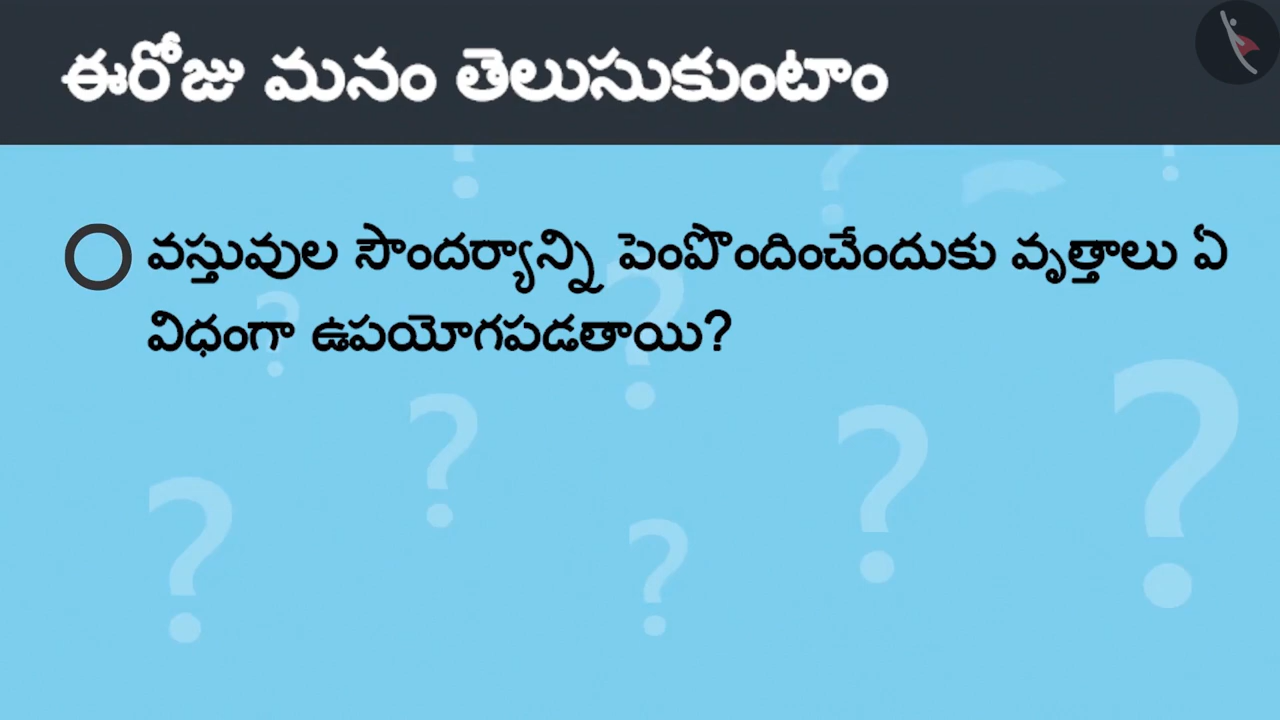 ఈరోజు మనం తెలుసుకుంటాం
వస్తువుల సౌందర్యాన్ని పెంపొందించేందుకు వృత్తాలు ఏ
విధంగా ఉపయోగపడతాయి?